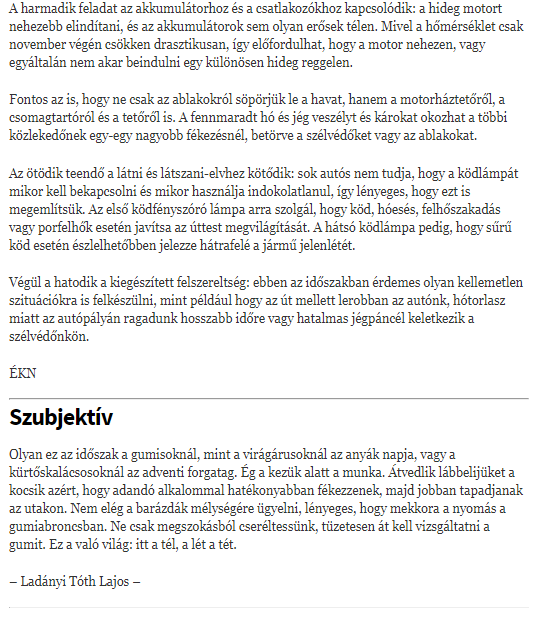 A harmadik feladat az akkumulátorhoz és a csatlakozókhoz kapcsolódik: a hideg motort
nehezebb elindítani, és az akkumulátorok sem olyan erősek télen. Mivel a hőmérséklet csak
november végén csökken drasztikusan, így előfordulhat, hogy a motor nehezen, vagy
egyáltalán nem akar beindulni egy különösen hideg reggelen.
Fontos az is, hogy ne csak az ablakokról söpörjük le a havat, hanem a motorháztetőről, a
csomagtartóról és a tetőről is. A fennmaradt hó és jég veszélyt és károkat okozhat a többi
közlekedőnek egy-egy nagyobb fékezésnél, betörve a szélvédőket vagy az ablakokat.
Az ötödik teendő a látni és látszani-elvhez kötődik: sok autós nem tudja, hogy a ködlámpát
mikor kell bekapcsolni és mikor használja indokolatlanul, így lényeges, hogy ezt is
megemlítsük. Az első ködfényszóró lámpa arra szolgál, hogy köd, hóesés, felhőszakadás
vagy porfelhők esetén javítsa az úttest megvilágítását. A hátsó ködlámpa pedig, hogy sűrű
köd esetén észlelhetőbben jelezze hátrafelé a jármű jelenlétét.
Végül a hatodik a kiegészített felszereltség: ebben az időszakban érdemes olyan kellemetlen
szituációkra is felkészülni, mint például hogy az út mellett lerobban az autónk, hótorlasz
miatt az autópályán ragadunk hosszabb időre vagy hatalmas jégpáncél keletkezik a
szélvédőnkön.
ÉKN
Szubjektív
Olyan ez az időszak a gumisoknál, mint a virágárusoknál az anyák napja, vagy a
kürtőskalácsosoknál az adventi forgatag. Ég a kezük alatt a munka. Átvedlik lábbelijüket a
kocsik azért, hogy adandó alkalommal hatékonyabban fékezzenek, majd jobban tapadjanak
az utakon. Nem elég a barázdák mélységére ügyelni, lényeges, hogy mekkora a nyomás a
gumiabroncsban. Ne csak megszokásból cseréltessünk, tüzetesen át kell vizsgáltatni a
gumit. Ez a való világ: itt a tél, a lét a tét.
– Ladányi Tóth Lajos –